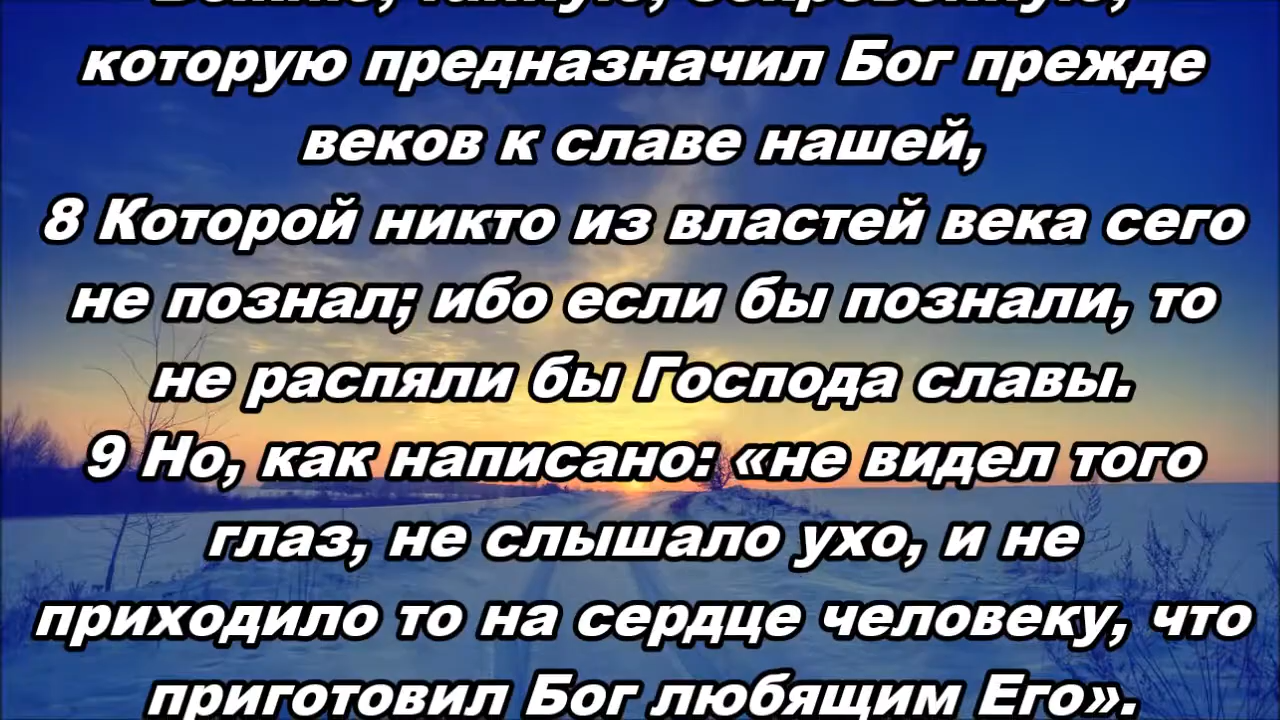 которую предназначил Бог прежде
веков к славе нашей,
8 Которой никто из властей века сего
не познал; ибо если бы познали, то
не распяли бы Господа славы.
9 Но, как написано: «не видел того
глаз, не слышало ухо, и не
приходило то на сердце человеку, что
приготовил Бог любящим Его».